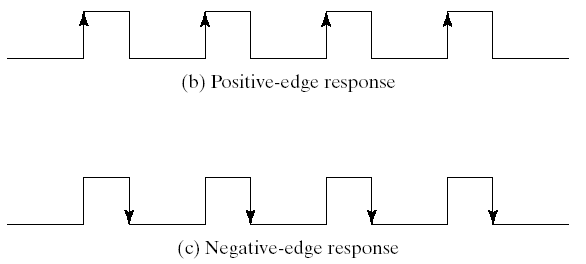 (b) Positive-edge response
(c) Negative-edge response